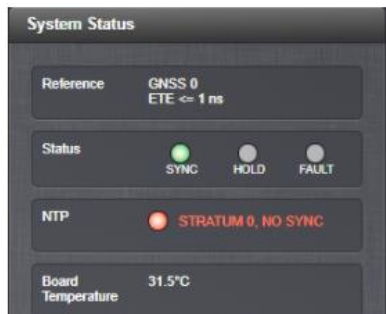 System Status
Reference
GNSS 0
ETE <= 1 ns
Status
SYNC
HOLD
FAULT
NTP
STRATUM 0, NO SYNC
Board
Temperature
31.5°C